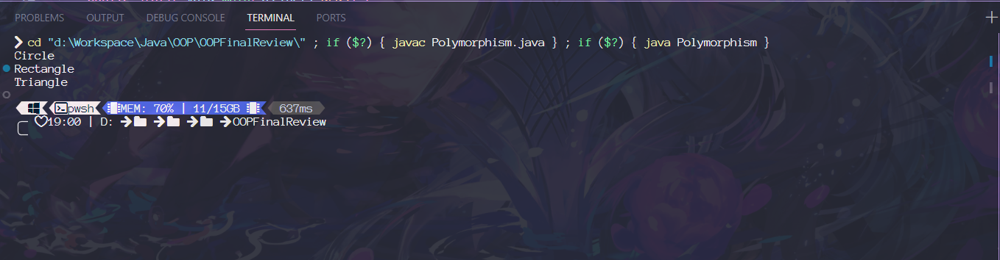 PROBLEMS OUTPUT DEBUG CONSOLE TERMINAL PORTS
cd "d:\Workspace\Java\OOP\OOPFinalReview\" ; if ($?) { javac Polymorphism.java } ; if ($?) { java Polymorphism }
Circle
Rectangle
Triangle
pwsh MEM: 70% | 11/15GB 637ms
19:00 | D: OOPFinalReview